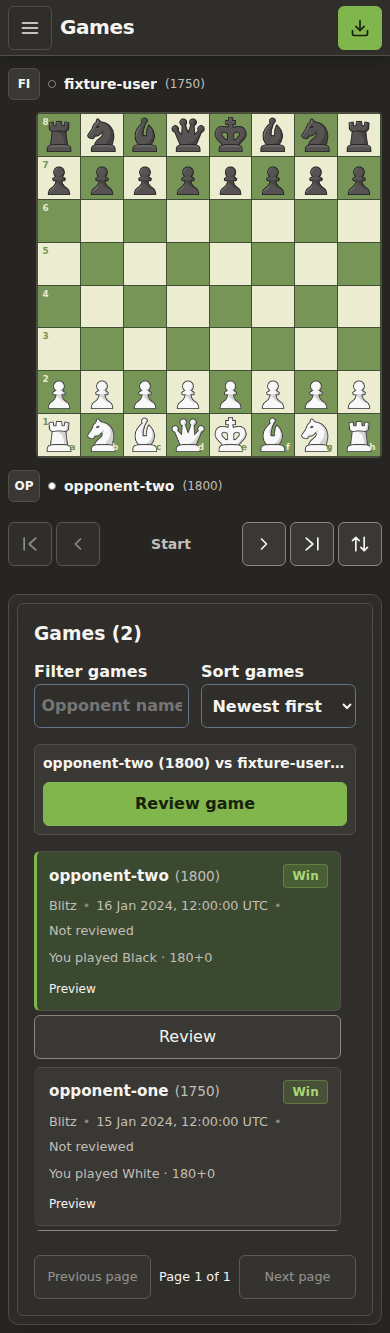 Games
FI fixture-user (1750)
8
7
6
5
4
3
2
1 a b c d e f g h
OP opponent-two (1800)
Start
Games (2)
Filter games Sort games
Opponent name Newest first
opponent-two (1800) vs fixture-user…
Review game
opponent-two (1800) Win
Blitz • 16 Jan 2024, 12:00:00 UTC •
Not reviewed
You played Black · 180+0
Preview
Review
opponent-one (1750) Win
Blitz • 15 Jan 2024, 12:00:00 UTC •
Not reviewed
You played White · 180+0
Preview
Previous page Page 1 of 1 Next page